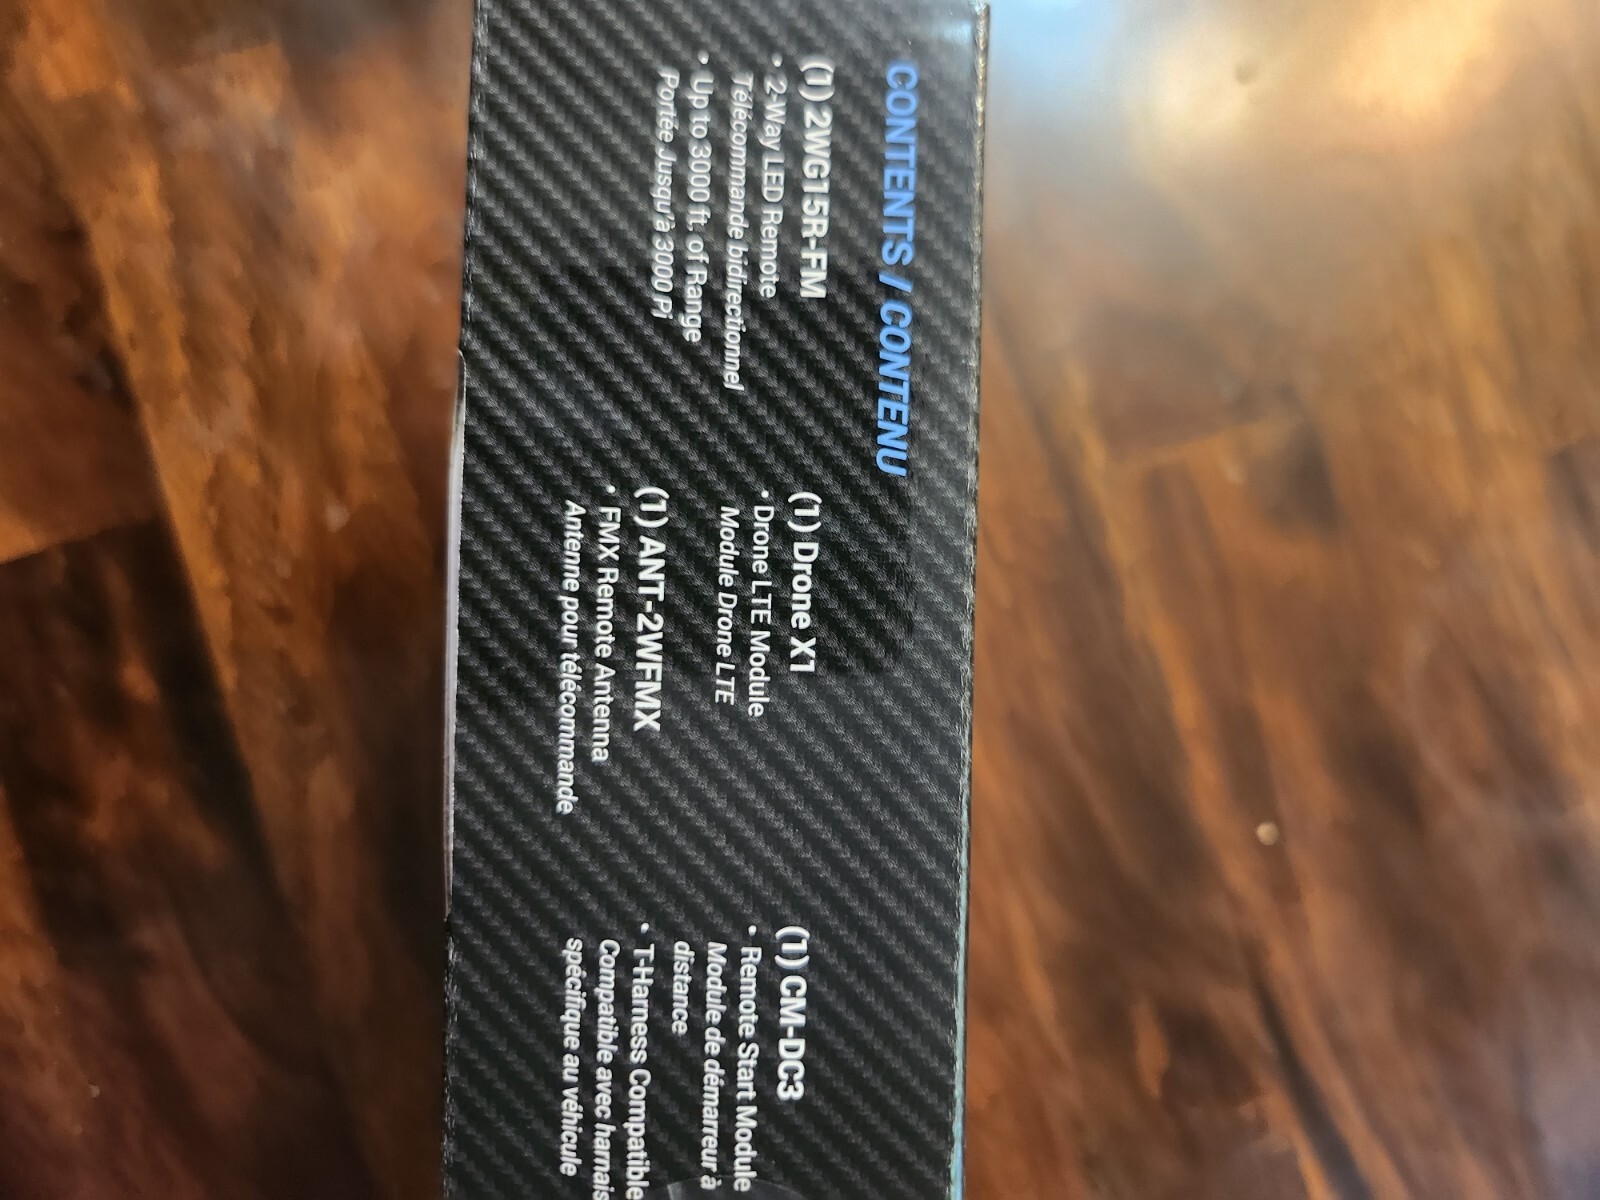 CONTENTS / CONTENU
(1) 2WG15R-FM
• 2-Way LED Remote
Télécommande bidirectionnel
• Up to 3000 ft. of Range
Portée Jusqu'à 3000 Pi
(1) Drone X1
• Drone LTE Module
Module Drone LTE
(1) ANT-2WFMX
• FMX Remote Antenna
Antenne pour télécommande
(1) CM-DC3
• Remote Start Module
Module de démarreur à
distance
• T-Harness Compatible
Compatible avec harnais
spécifique au véhicule